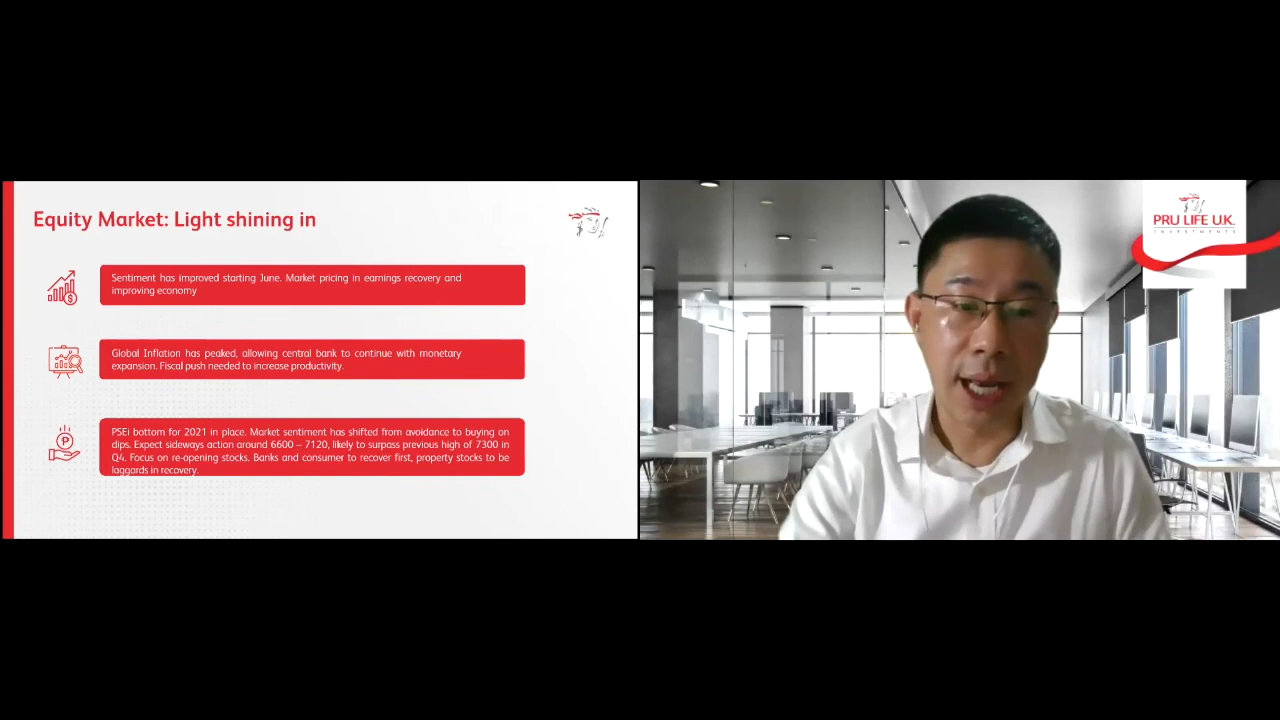 Equity Market: Light shining in
Sentiment has improved starting June. Market pricing in earnings recovery and
improving economy
Global Inflation has peaked, allowing central bank to continue with monetary
expansion. Fiscal push needed to increase productivity.
PSEi bottom for 2021 in place. Market sentiment has shifted from avoidance to buying on
dips. Expect sideways action around 6600 – 7120, likely to surpass previous high of 7300 in
Q4. Focus on re-opening stocks. Banks and consumer to recover first, property stocks to be
laggards in recovery.
PRU LIFE U.K.
INVESTMENTS